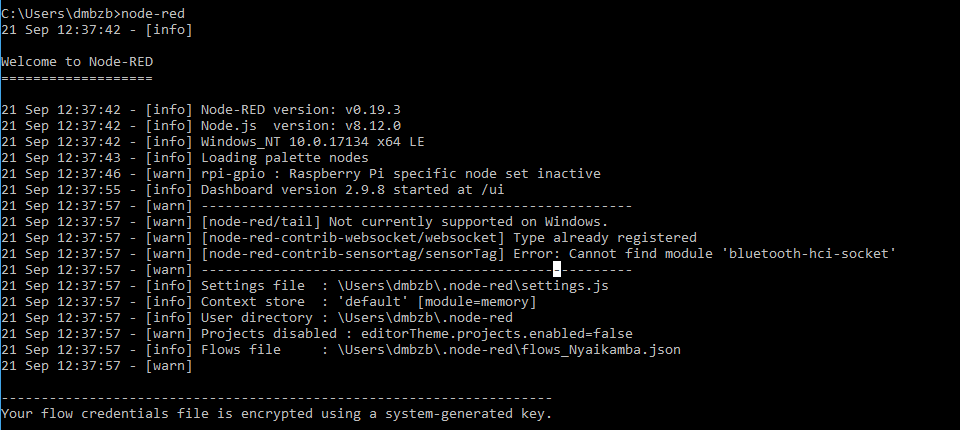 C:\Users\dmbzb>node-red
21 Sep 12:37:42 - [info]
Welcome to Node-RED
===================
21 Sep 12:37:42 - [info] Node-RED version: v0.19.3
21 Sep 12:37:42 - [info] Node.js  version: v8.12.0
21 Sep 12:37:42 - [info] Windows_NT 10.0.17134 x64 LE
21 Sep 12:37:43 - [info] Loading palette nodes
21 Sep 12:37:46 - [warn] rpi-gpio : Raspberry Pi specific node set inactive
21 Sep 12:37:55 - [info] Dashboard version 2.9.8 started at /ui
21 Sep 12:37:57 - [warn] ------------------------------------------------------
21 Sep 12:37:57 - [warn] [node-red/tail] Not currently supported on Windows.
21 Sep 12:37:57 - [warn] [node-red-contrib-websocket/websocket] Type already registered
21 Sep 12:37:57 - [warn] [node-red-contrib-sensortag/sensorTag] Error: Cannot find module 'bluetooth-hci-socket'
21 Sep 12:37:57 - [warn] ------------------------------------------------------
21 Sep 12:37:57 - [info] Settings file  : \Users\dmbzb\.node-red\settings.js
21 Sep 12:37:57 - [info] Context store  : 'default' [module=memory]
21 Sep 12:37:57 - [info] User directory : \Users\dmbzb\.node-red
21 Sep 12:37:57 - [warn] Projects disabled : editorTheme.projects.enabled=false
21 Sep 12:37:57 - [info] Flows file     : \Users\dmbzb\.node-red\flows_Nyaikamba.json
21 Sep 12:37:57 - [warn]
---------------------------------------------------------------------
Your flow credentials file is encrypted using a system-generated key.